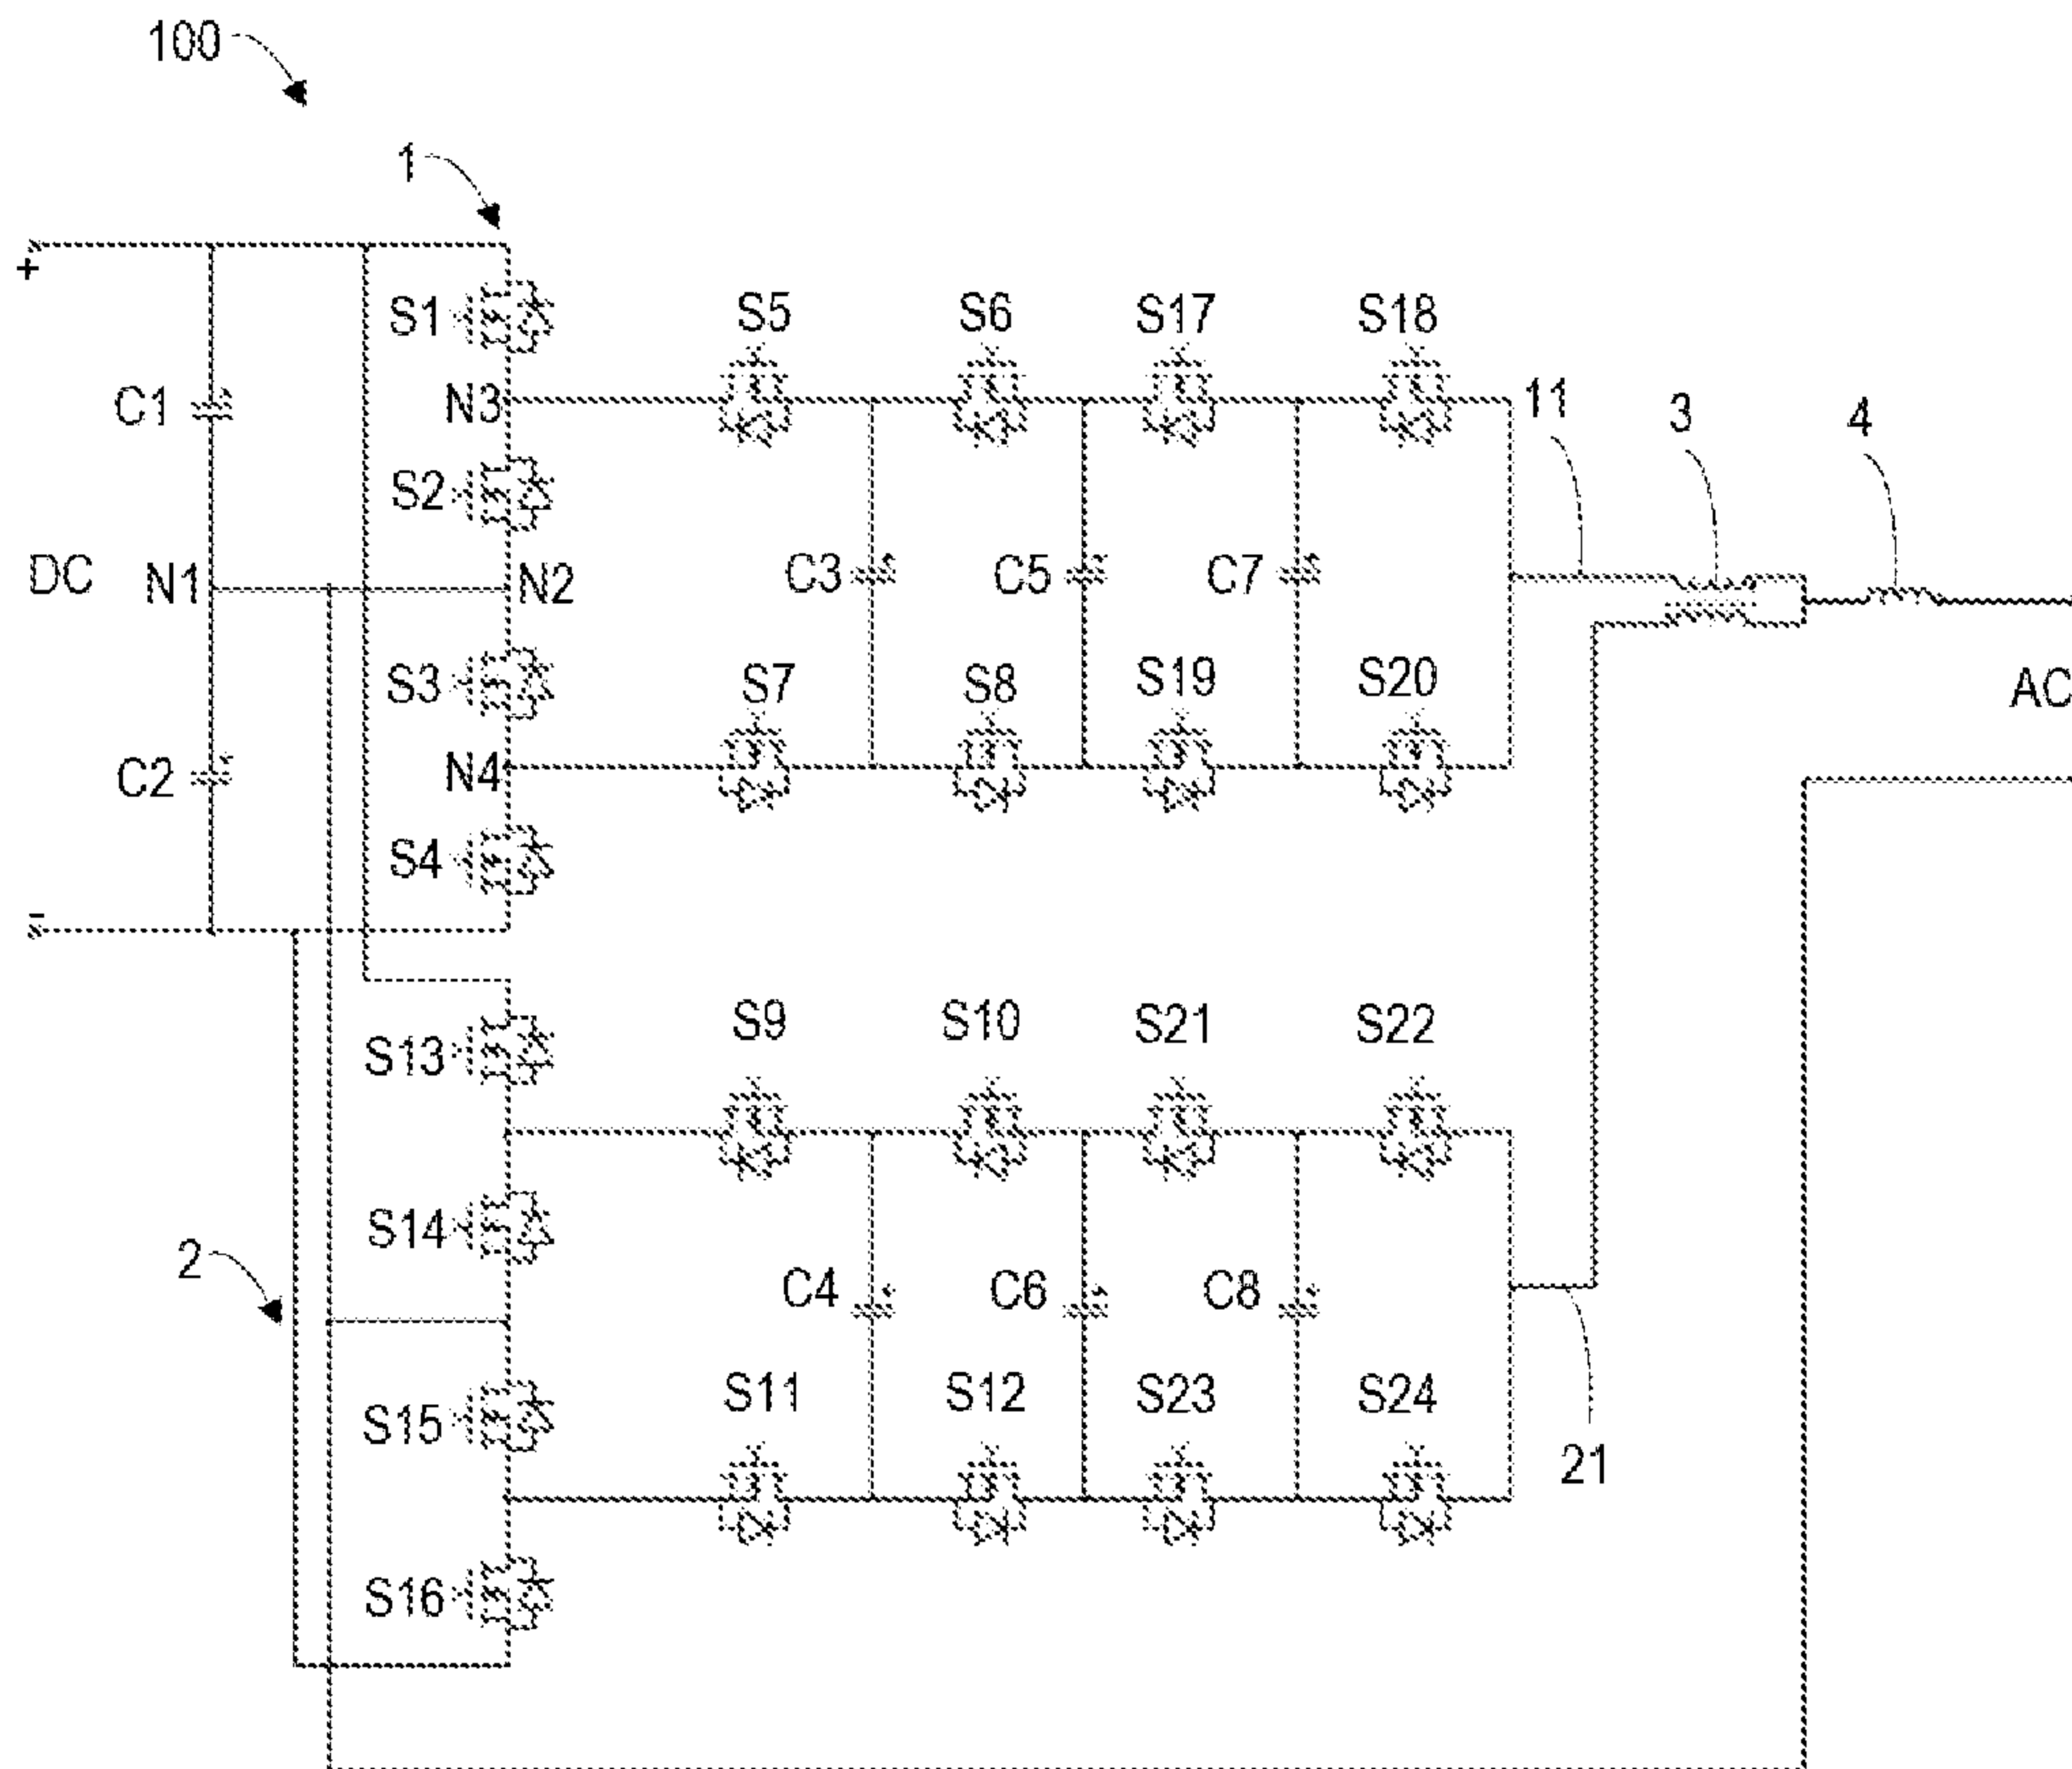 100
1
+
S1
S5
S6
S17
S18
C1
N3
11
3
4
S2
DC
N1
N2
C3
C5
C7
S3
S7
S8
S19
S20
AC
C2
N4
S4
-
S13
S9
S10
S21
S22
S14
2
C4
C6
C8
S15
S11
S12
S23
S24
21
S16